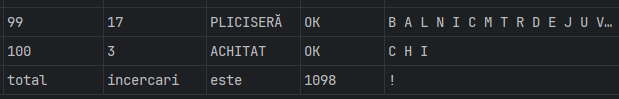 99 17 PLICISERĂ OK B A L N I C M T R D E J U V…
100 3 ACHITAT OK C H I
total incercari este 1098 !